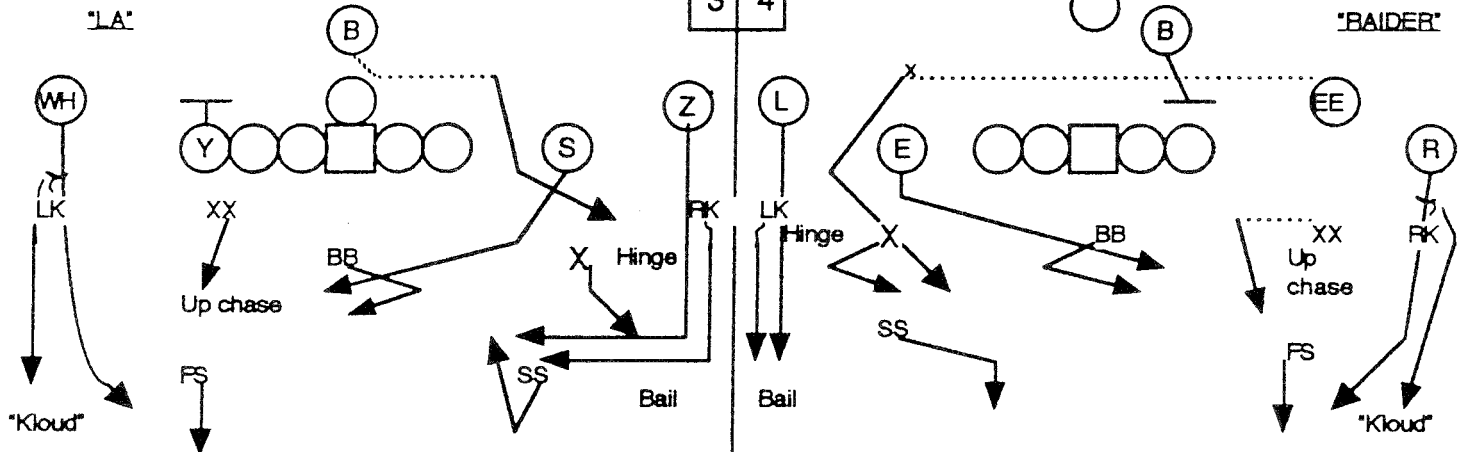 "LA"
3 4
"RAIDER"
B
B
x
WH
Z
L
EE
Y
S
E
R
LK
XX
RK
LK
XX
RK
BB
X
Hinge
Hinge
X
BB
Up
chase
Up chase
SS
FS
FS
SS
Bail
Bail
"Kloud"
"Kloud"